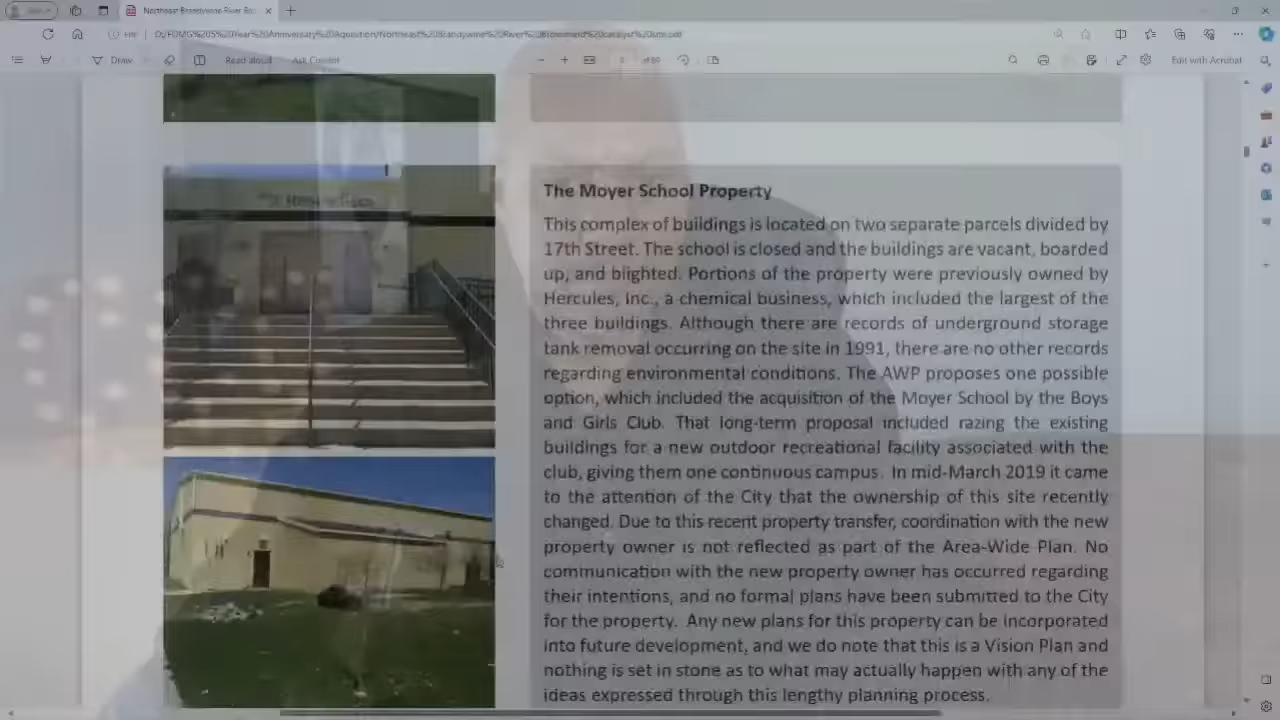 Northeast Brandywine River Bro
File
Draw
Read aloud
Ask Copilot
of 80
Edit with Acrobat
The Moyer School Property
This complex of buildings is located on two separate parcels divided by
17th Street. The school is closed and the buildings are vacant, boarded
up, and blighted. Portions of the property were previously owned by
Hercules, Inc., a chemical business, which included the largest of the
three buildings. Although there are records of underground storage
tank removal occurring on the site in 1991, there are no other records
regarding environmental conditions. The AWP proposes one possible
option, which included the acquisition of the Moyer School by the Boys
and Girls Club. That long-term proposal included razing the existing
buildings for a new outdoor recreational facility associated with the
club, giving them one continuous campus. In mid-March 2019 it came
to the attention of the City that the ownership of this site recently
changed. Due to this recent property transfer, coordination with the new
property owner is not reflected as part of the Area-Wide Plan. No
communication with the new property owner has occurred regarding
their intentions, and no formal plans have been submitted to the City
for the property. Any new plans for this property can be incorporated
into future development, and we do note that this is a Vision Plan and
nothing is set in stone as to what may actually happen with any of the
ideas expressed through this lengthy planning process.